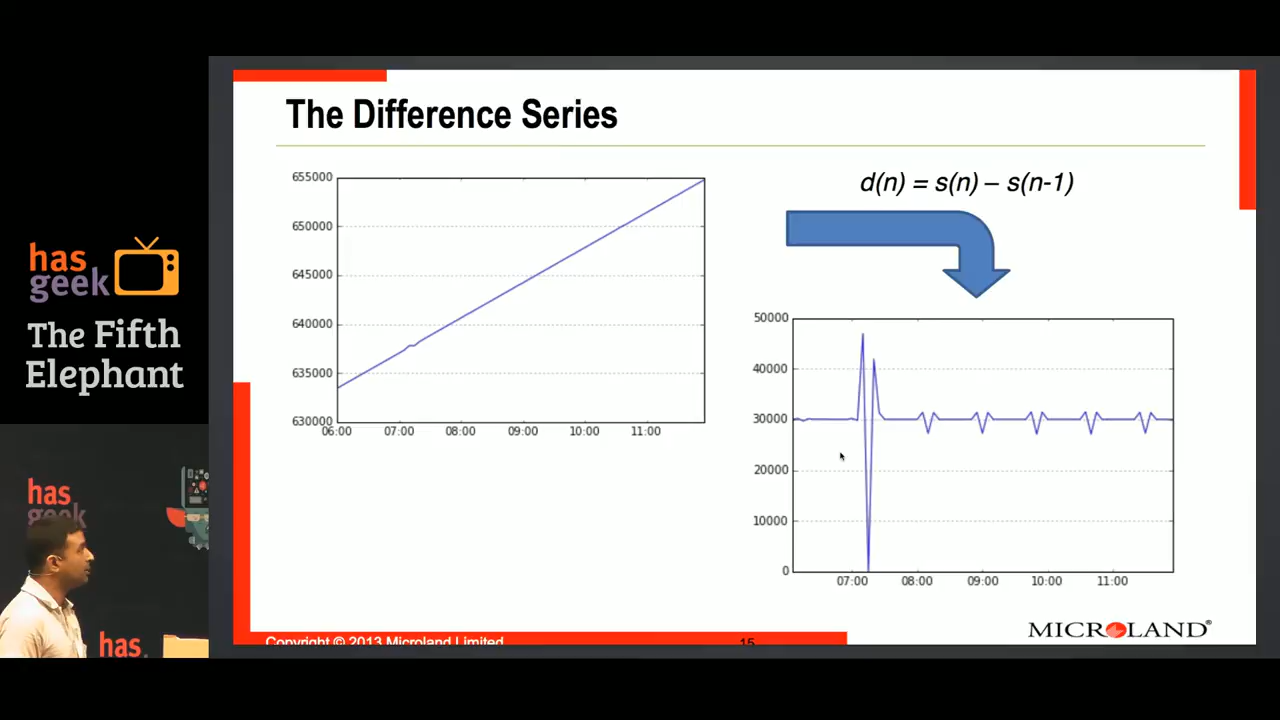 has
geek
The Fifth
Elephant
has
geek
has.
The Difference Series
655000
650000
645000
640000
635000
630000
06:00 07:00 08:00 09:00 10:00 11:00
d(n) = s(n) – s(n-1)
50000
40000
30000
20000
10000
0
07:00 08:00 09:00 10:00 11:00
Copyright © 2013 Microland Limited
15
MICROLAND®